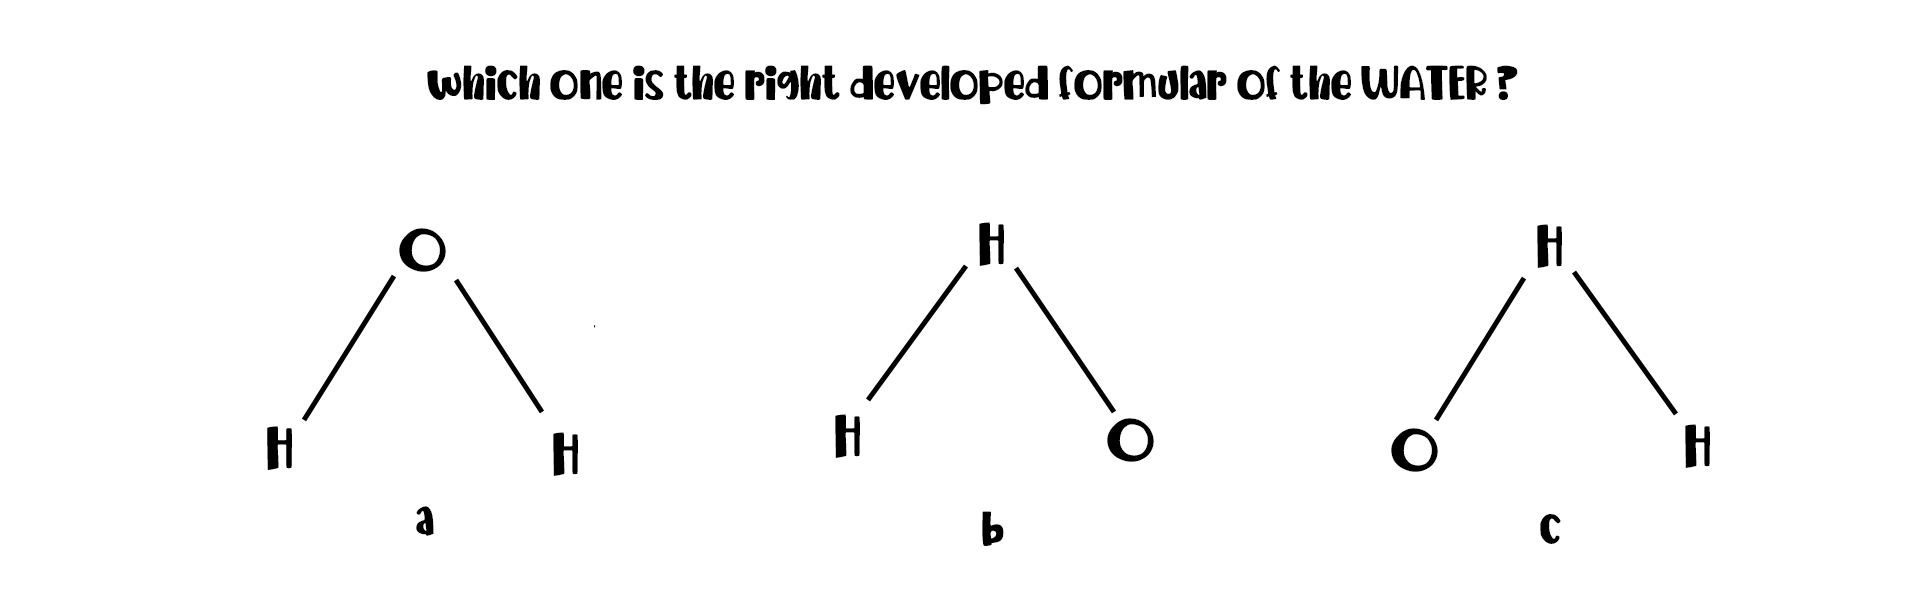 which one is the right developed formular of the WATER ?
O H H
H H O
H O H
a b c